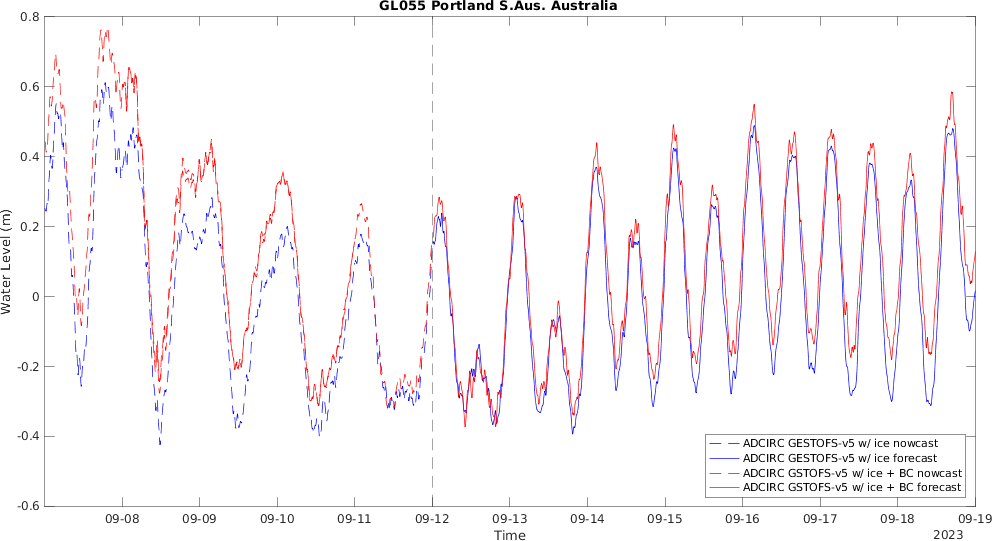 GL055 Portland S.Aus. Australia
0.8
0.6
0.4
0.2
0
-0.2
-0.4
-0.6
Water Level (m)
ADCIRC GESTOFS-v5 w/ ice nowcast
ADCIRC GESTOFS-v5 w/ ice forecast
ADCIRC GSTOFS-v5 w/ ice + BC nowcast
ADCIRC GSTOFS-v5 w/ ice + BC forecast
09-08 09-09 09-10 09-11 09-12 09-13 09-14 09-15 09-16 09-17 09-18 09-19
Time
2023